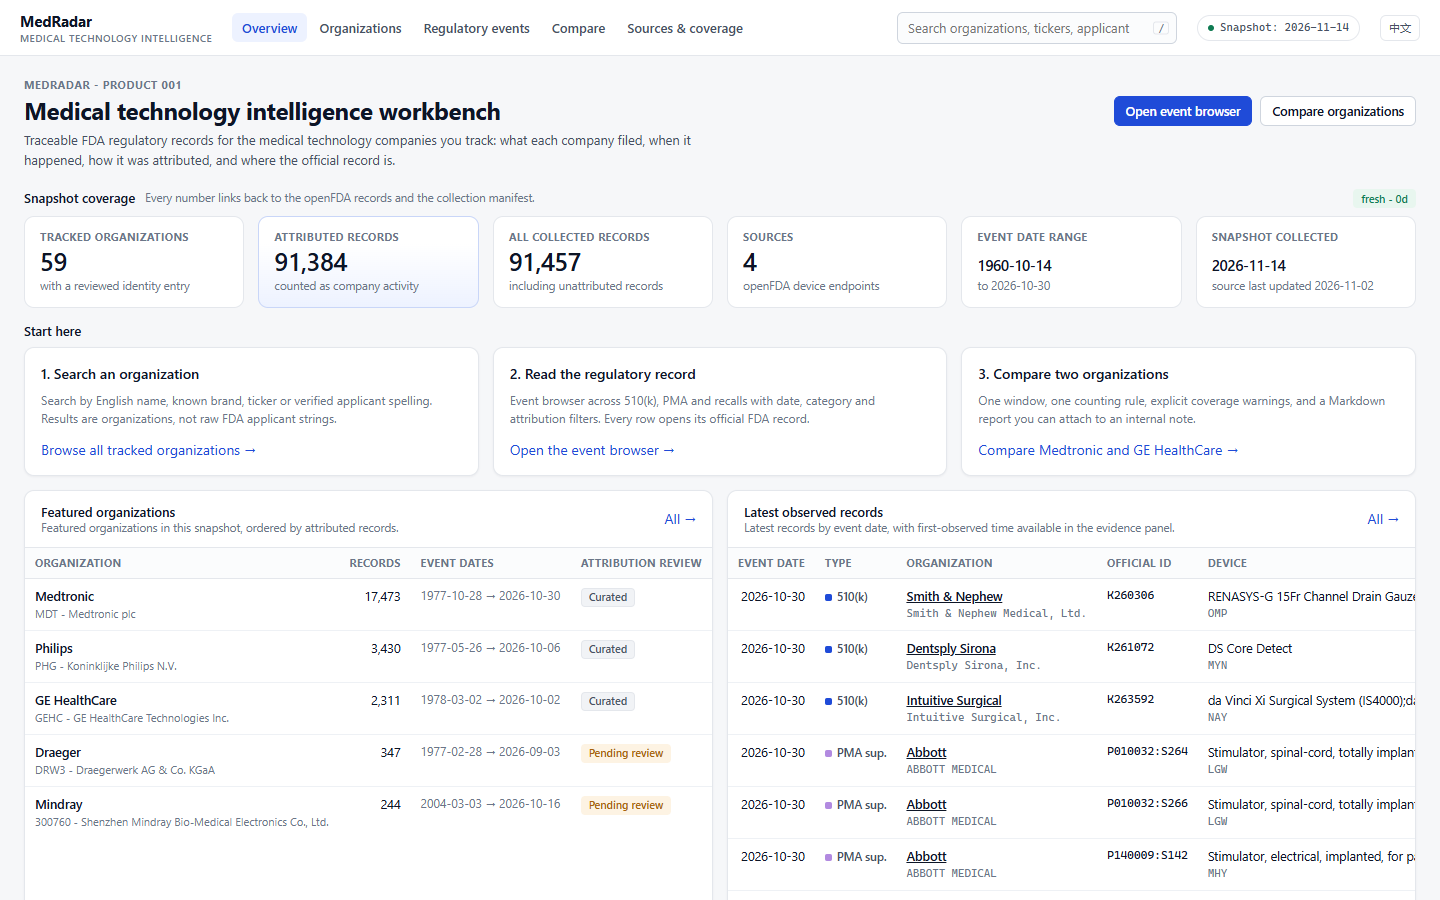 MedRadar
MEDICAL TECHNOLOGY INTELLIGENCE
Overview
Organizations
Regulatory events
Compare
Sources & coverage
Search organizations, tickers, applicant
/
Snapshot: 2026-11-14
中文
MEDRADAR - PRODUCT 001
Medical technology intelligence workbench
Traceable FDA regulatory records for the medical technology companies you track: what each company filed, when it
happened, how it was attributed, and where the official record is.
Open event browser
Compare organizations
Snapshot coverage
Every number links back to the openFDA records and the collection manifest.
fresh - 0d
TRACKED ORGANIZATIONS
59
with a reviewed identity entry
ATTRIBUTED RECORDS
91,384
counted as company activity
ALL COLLECTED RECORDS
91,457
including unattributed records
SOURCES
4
openFDA device endpoints
EVENT DATE RANGE
1960-10-14
to 2026-10-30
SNAPSHOT COLLECTED
2026-11-14
source last updated 2026-11-02
Start here
1. Search an organization
Search by English name, known brand, ticker or verified applicant spelling.
Results are organizations, not raw FDA applicant strings.
Browse all tracked organizations →
2. Read the regulatory record
Event browser across 510(k), PMA and recalls with date, category and
attribution filters. Every row opens its official FDA record.
Open the event browser →
3. Compare two organizations
One window, one counting rule, explicit coverage warnings, and a Markdown
report you can attach to an internal note.
Compare Medtronic and GE HealthCare →
Featured organizations
Featured organizations in this snapshot, ordered by attributed records.
All →
ORGANIZATION RECORDS EVENT DATES ATTRIBUTION REVIEW
Medtronic 17,473 1977-10-28 → 2026-10-30 Curated
MDT - Medtronic plc
Philips 3,430 1977-05-26 → 2026-10-06 Curated
PHG - Koninklijke Philips N.V.
GE HealthCare 2,311 1978-03-02 → 2026-10-02 Curated
GEHC - GE HealthCare Technologies Inc.
Draeger 347 1977-02-28 → 2026-09-03 Pending review
DRW3 - Draegerwerk AG & Co. KGaA
Mindray 244 2004-03-03 → 2026-10-16 Pending review
300760 - Shenzhen Mindray Bio-Medical Electronics Co., Ltd.
Latest observed records
Latest records by event date, with first-observed time available in the evidence panel.
All →
EVENT DATE TYPE ORGANIZATION OFFICIAL ID DEVICE
2026-10-30 510(k) Smith & Nephew K260306 RENASYS-G 15Fr Channel Drain Gauze
Smith & Nephew Medical, Ltd. OMP
2026-10-30 510(k) Dentsply Sirona K261072 DS Core Detect
Dentsply Sirona, Inc. MYN
2026-10-30 510(k) Intuitive Surgical K263592 da Vinci Xi Surgical System (IS4000);da
Intuitive Surgical, Inc. NAY
2026-10-30 PMA sup. Abbott P010032:S264 Stimulator, spinal-cord, totally implan
ABBOTT MEDICAL LGW
2026-10-30 PMA sup. Abbott P010032:S266 Stimulator, spinal-cord, totally implan
ABBOTT MEDICAL LGW
2026-10-30 PMA sup. Abbott P140009:S142 Stimulator, electrical, implanted, for p
ABBOTT MEDICAL MHY